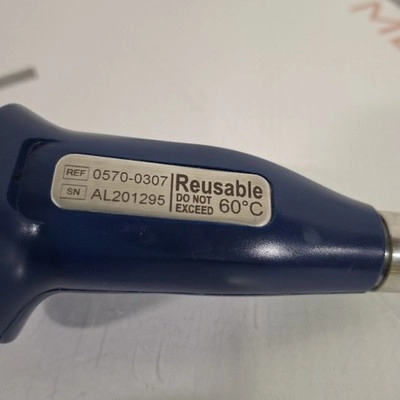 REF 0570-0307
SN AL201295
Reusable
DO NOT
EXCEED 60°C